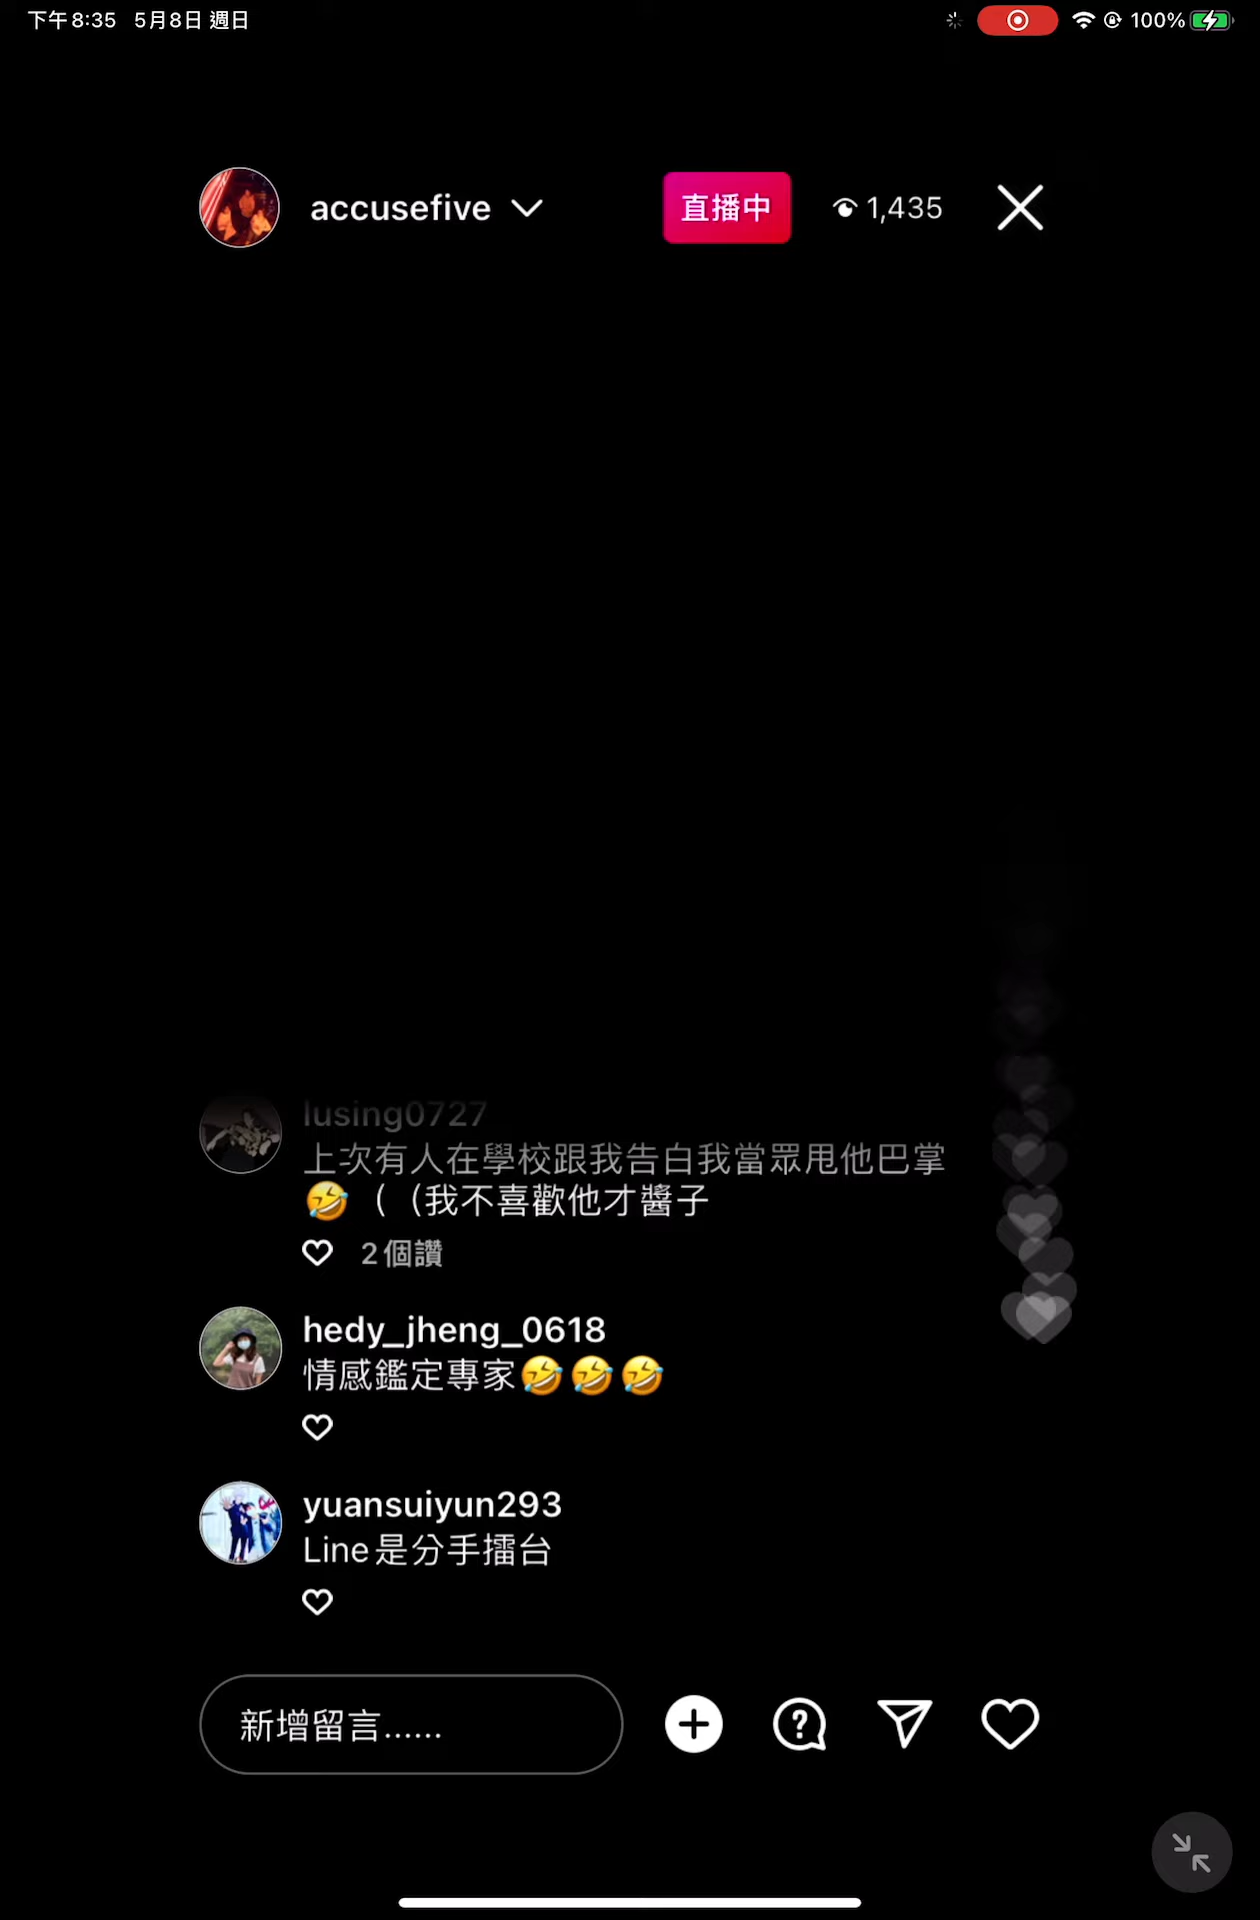 下午8:35 5月8日 週日
100%
accusefive
直播中
1,435
lusing0727
上次有人在學校跟我告白我當眾甩他巴掌
🤣（（我不喜歡他才醬子
2個讚
hedy_jheng_0618
情感鑑定專家🤣🤣🤣
yuansuiyun293
Line是分手擂台
新增留言......